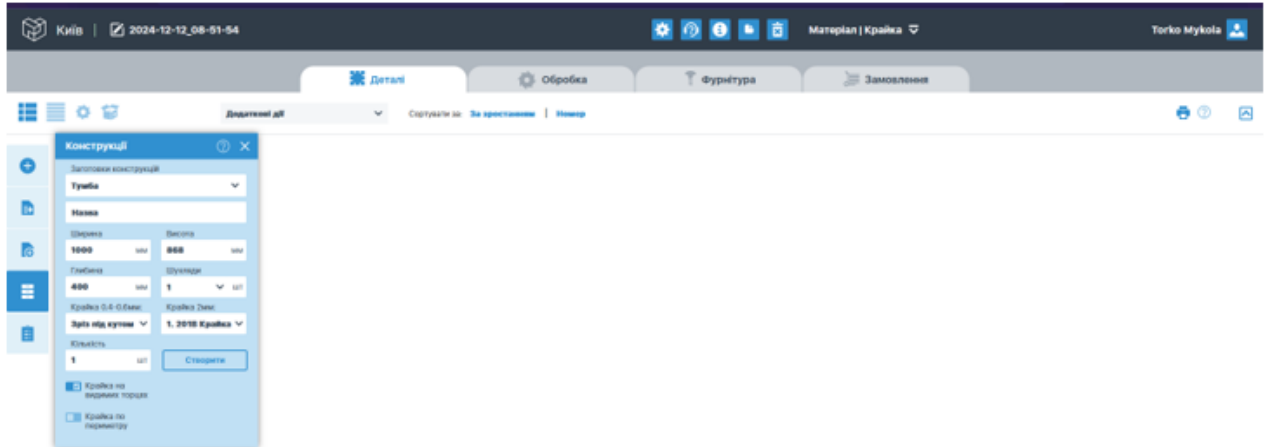 Київ | 2024-12-12_08-51-54
Матеріал | Крайка
Torko Mykola
Деталі
Обробка
Фурнітура
Замовлення
Додаткові дії
Сортувати за: За зростанням | Номер
Конструкції
Заготовки конструкцій
Тумба
Назва
Ширина Висота
1000 мм 868 мм
Глибина Шухляди
400 мм 1 шт
Крайка 0.4-0.6мм: Крайка 2мм:
Зріз під кутом 1. 2018 Крайка
Кількість
1 шт Створити
Крайка на
видимих торцях
Крайка по
периметру